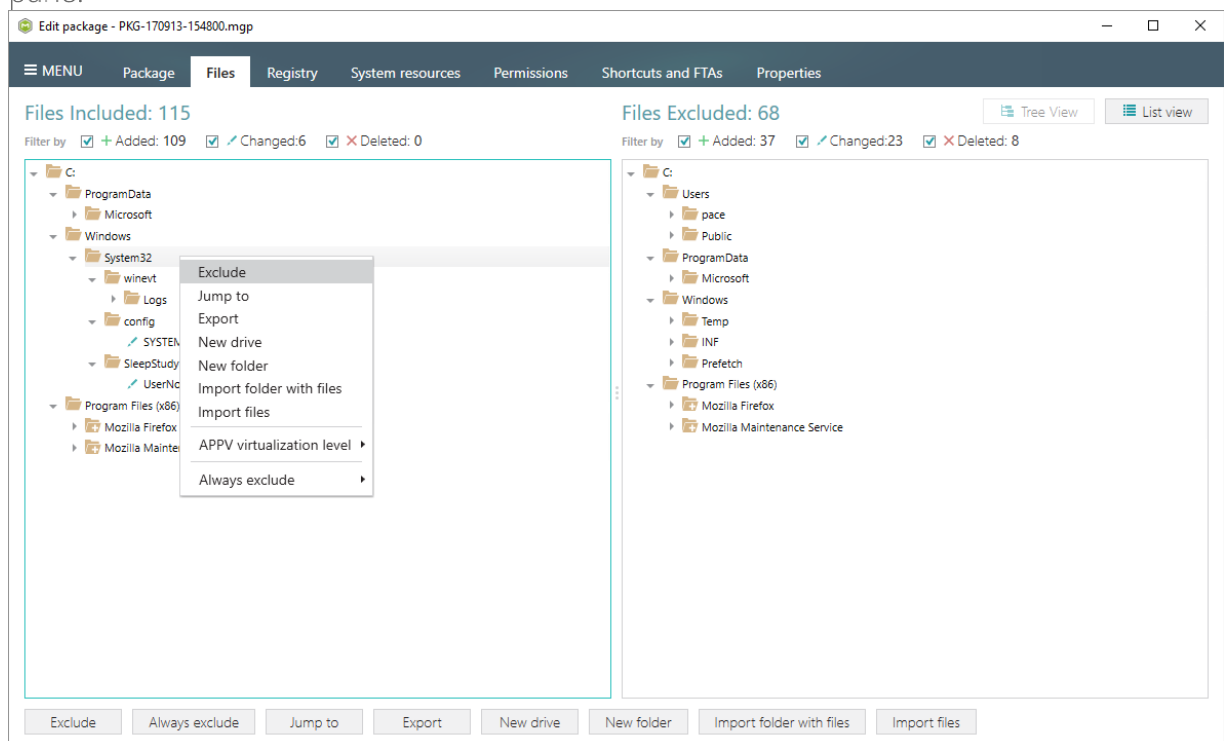 Edit package - PKG-170913-154800.mgp
MENU Package Files Registry System resources Permissions Shortcuts and FTAs Properties
Files Included: 115
Filter by Added: 109 Changed:6 Deleted: 0
C:
ProgramData
Microsoft
Windows
System32
winevt
Logs
config
SYSTEM
SleepStudy
UserNo
Program Files (x86)
Mozilla Firefox
Mozilla Mainte
Exclude
Jump to
Export
New drive
New folder
Import folder with files
Import files
APPV virtualization level
Always exclude
Files Excluded: 68
Tree View List view
Filter by Added: 37 Changed:23 Deleted: 8
C:
Users
pace
Public
ProgramData
Microsoft
Windows
Temp
INF
Prefetch
Program Files (x86)
Mozilla Firefox
Mozilla Maintenance Service
Exclude Always exclude Jump to Export New drive New folder Import folder with files Import files